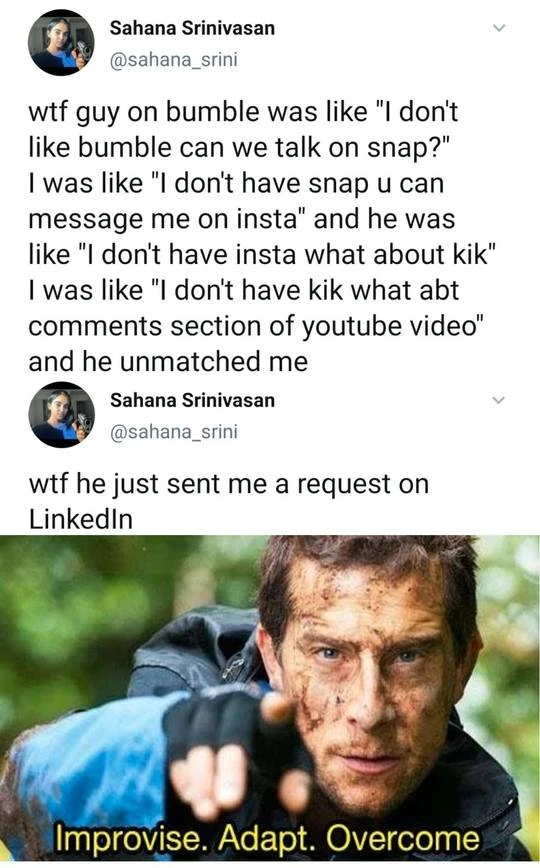 Sahana Srinivasan
@sahana_srini
wtf guy on bumble was like "I don't
like bumble can we talk on snap?"
I was like "I don't have snap u can
message me on insta" and he was
like "I don't have insta what about kik"
I was like "I don't have kik what abt
comments section of youtube video"
and he unmatched me
Sahana Srinivasan
@sahana_srini
wtf he just sent me a request on
LinkedIn
Improvise. Adapt. Overcome